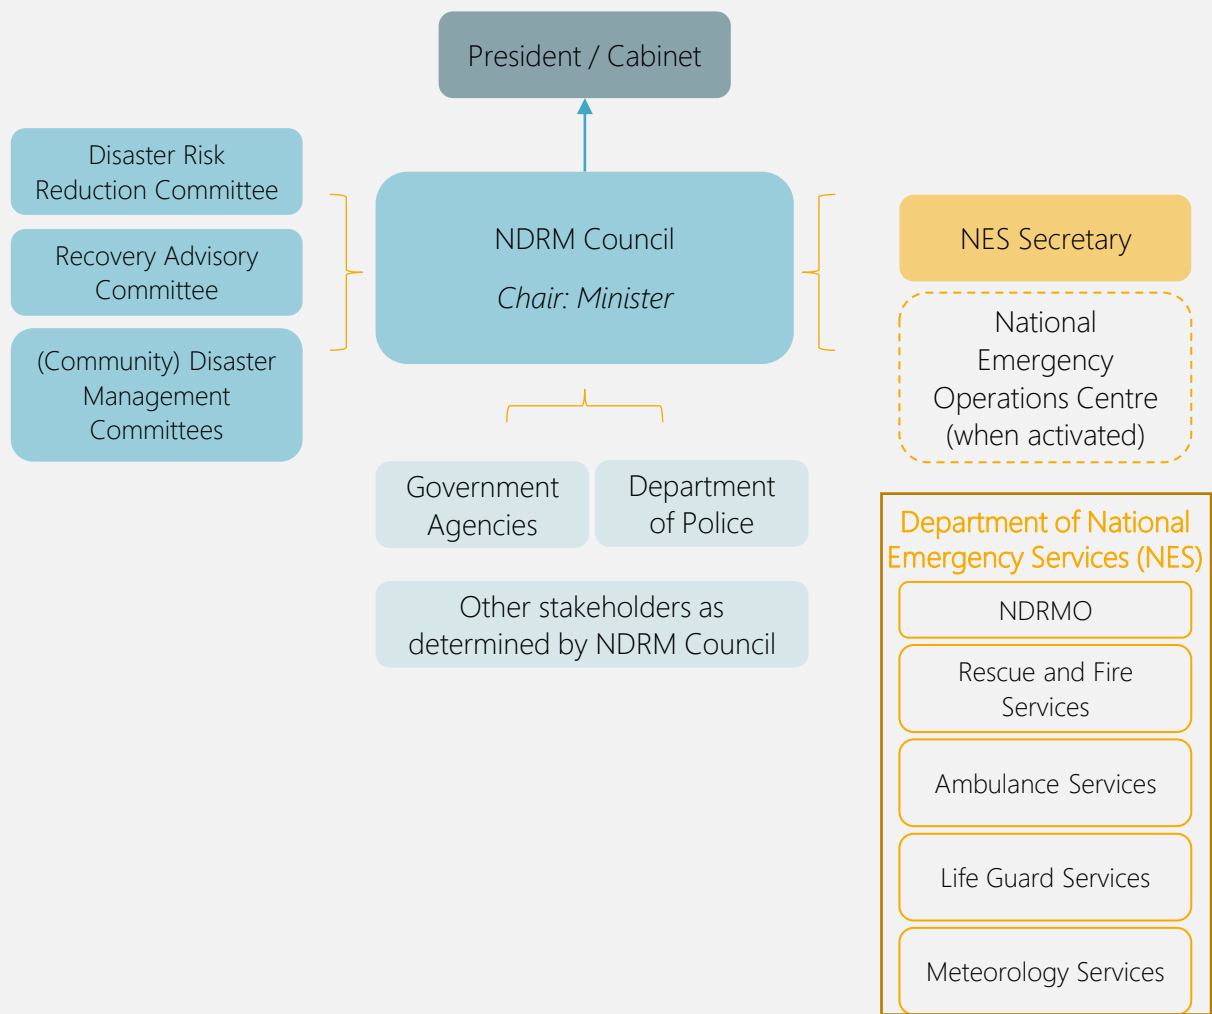 President / Cabinet
Disaster Risk
Reduction Committee
Recovery Advisory
Committee
(Community) Disaster
Management
Committees
NDRM Council
Chair: Minister
NES Secretary
National
Emergency
Operations Centre
(when activated)
Government
Agencies
Department
of Police
Other stakeholders as
determined by NDRM Council
Department of National
Emergency Services (NES)
NDRMO
Rescue and Fire
Services
Ambulance Services
Life Guard Services
Meteorology Services